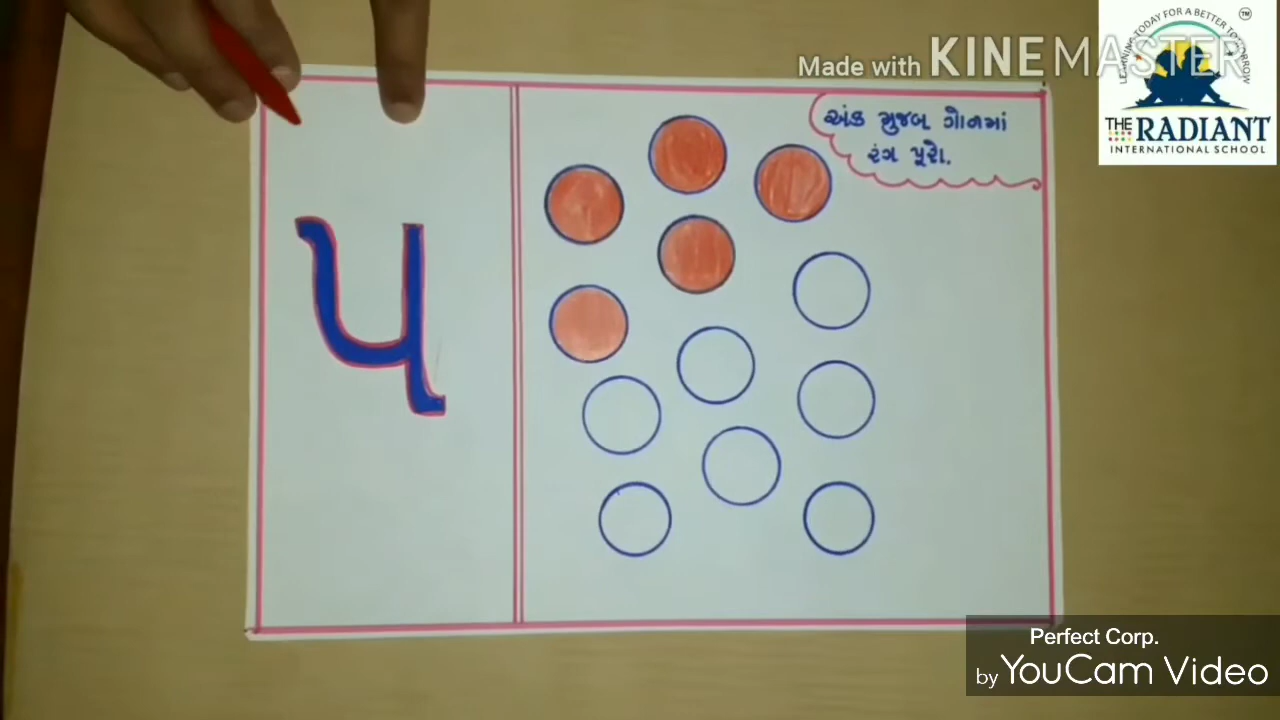 Made with KINEMASTER
LEARNING TODAY FOR A BETTER TOMORROW
TM
THE RADIANT
INTERNATIONAL SCHOOL
અંક મુજબ ગોળમાં
રંગ પૂરો.
૫
Perfect Corp.
by YouCam Video